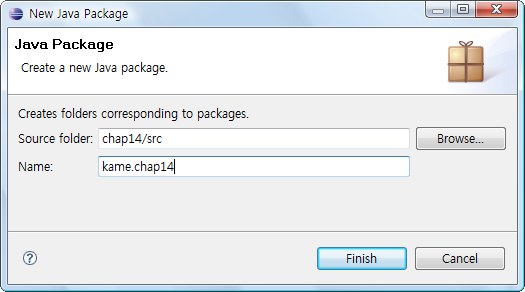 New Java Package
Java Package
Create a new Java package.
Creates folders corresponding to packages.
Source folder: chap14/src Browse...
Name: kame.chap14
? Finish Cancel